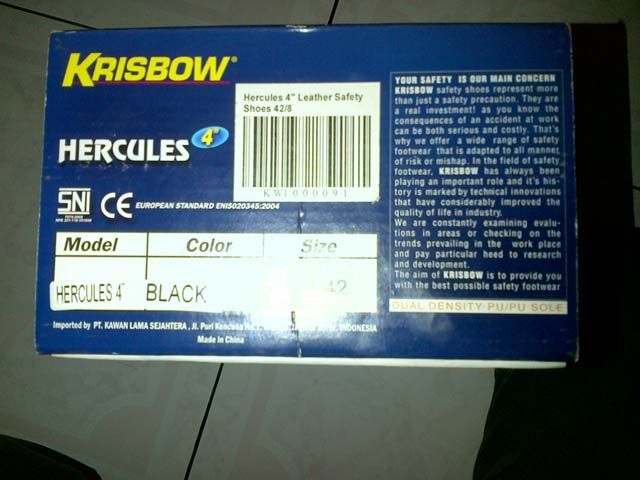 KRISBOW®
Hercules 4" Leather Safety
Shoes 42/8
KW1000091
HERCULES 4"
SNI
CE EUROPEAN STANDARD ENISO20345:2004
Model Color Size
HERCULES 4" BLACK 42
Imported by PT. KAWAN LAMA SEJAHTERA, Jl. Puri Kencana INDONESIA
Made in China
YOUR SAFETY IS OUR MAIN CONCERN
KRISBOW safety shoes represent more
than just a safety precaution. They are
a real investment! as you know the
consequences of an accident at work
can be both serious and costly. That's
why we offer a wide range of safety
footwear that is adapted to all manner
of risk or mishap. In the field of safety
footwear, KRISBOW has always been
playing an important role and it's his-
tory is marked by technical innovations
that have considerably improved the
quality of life in industry.
We are constantly examining evalu-
tions in areas or checking on the
trends prevailing in the work place
and pay particular heed to research
and development.
The aim of KRISBOW is to provide you
with the best possible safety footwear
DUAL DENSITY-PU/PU SOLE